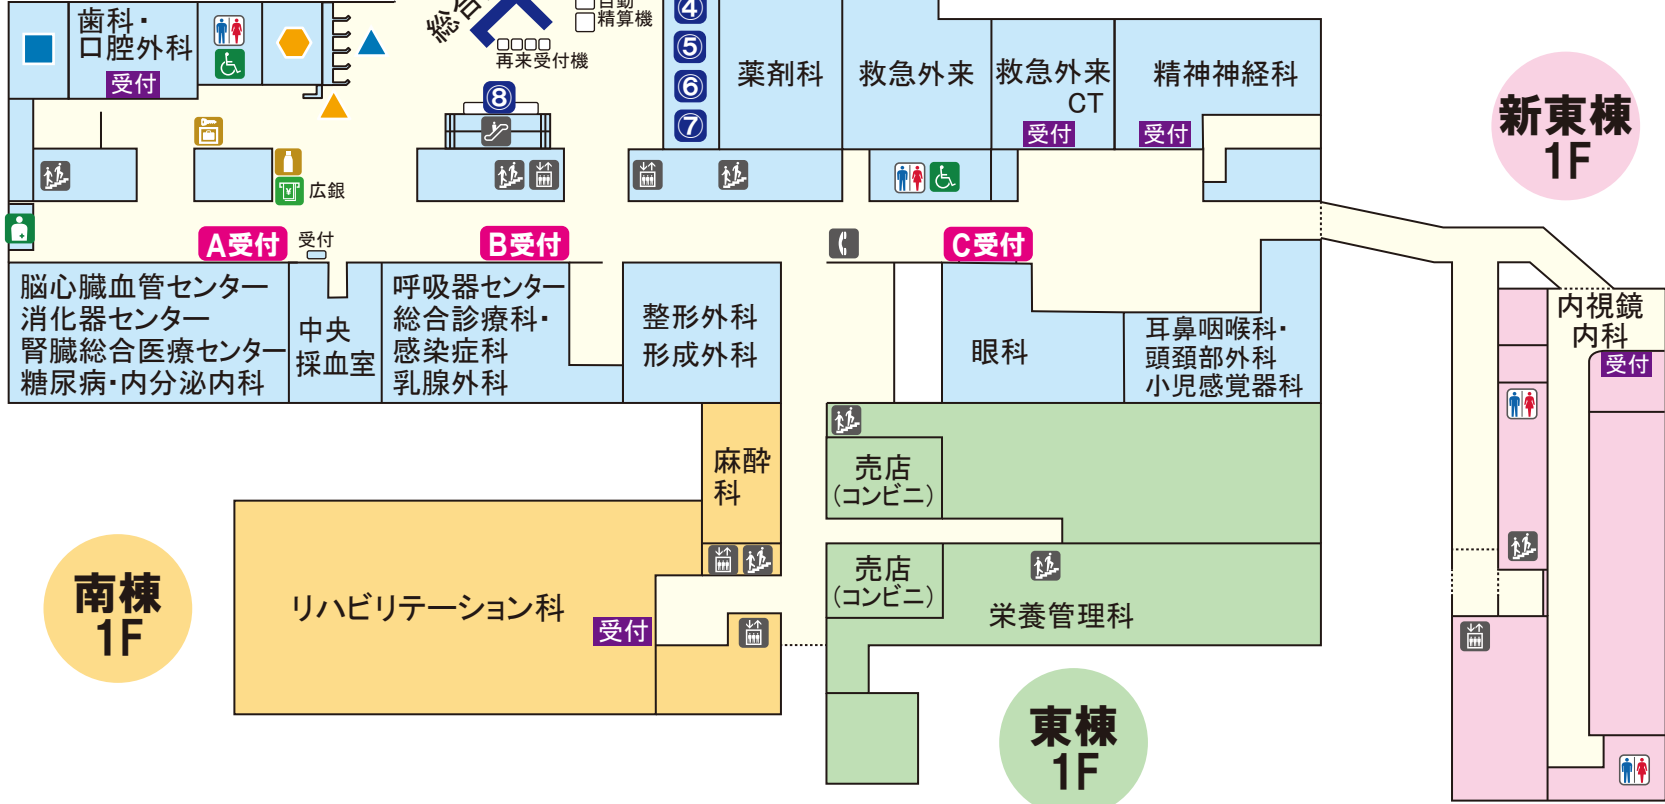 総合
自動
精算機
再来受付機
歯科・
口腔外科
受付
④
⑤
⑥
⑦
⑧
薬剤科
救急外来
救急外来
CT
受付
精神神経科
受付
新東棟
1F
広銀
A受付
受付
B受付
C受付
脳心臓血管センター
消化器センター
腎臓総合医療センター
糖尿病・内分泌内科
中央
採血室
呼吸器センター
総合診療科・
感染症科
乳腺外科
整形外科
形成外科
眼科
耳鼻咽喉科・
頭頸部外科
小児感覚器科
内視鏡
内科
受付
麻酔
科
売店
(コンビニ)
売店
(コンビニ)
栄養管理科
リハビリテーション科
受付
南棟
1F
東棟
1F